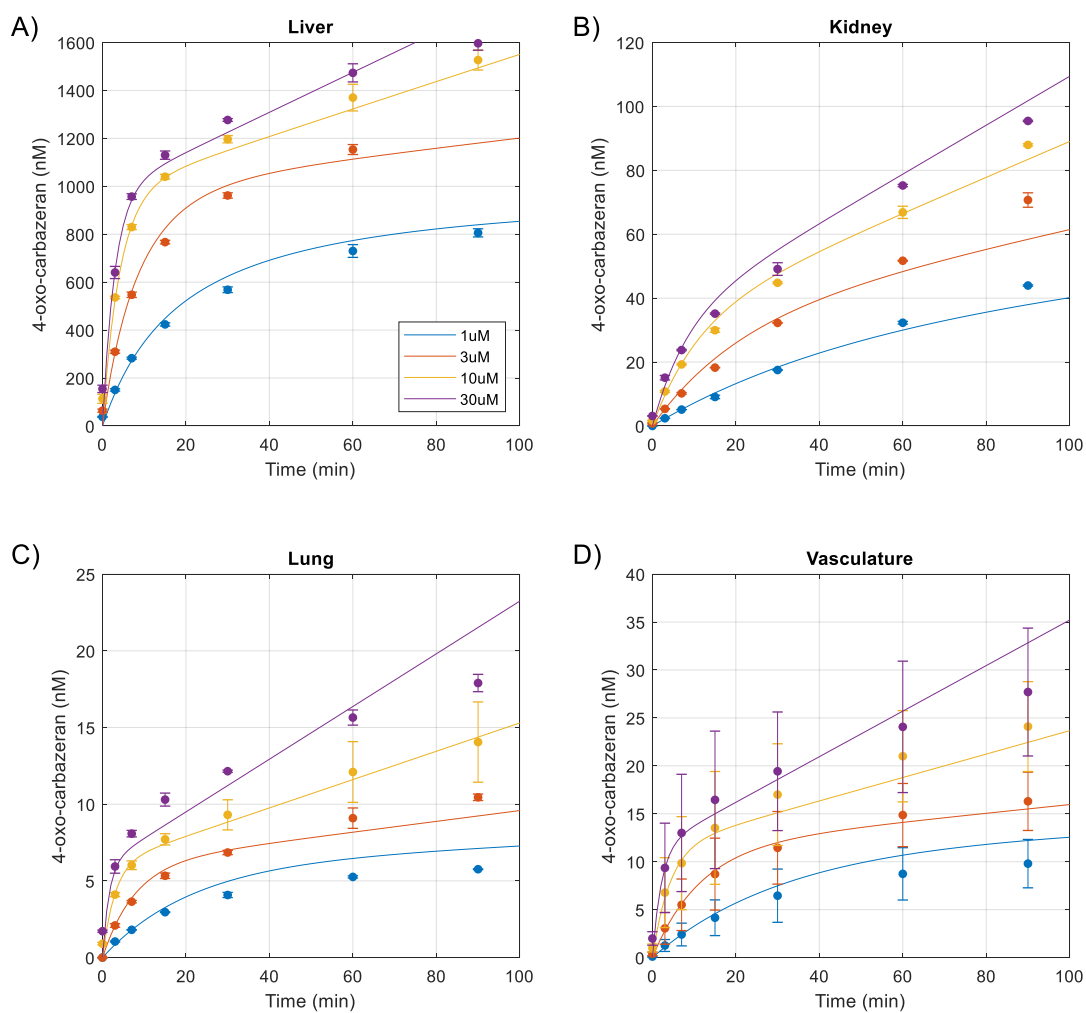 A)
Liver
4-oxo-carbazeran (nM)
1600
1400
1200
1000
800
600
400
200
0
0 20 40 60 80 100
Time (min)
1uM
3uM
10uM
30uM
B)
Kidney
4-oxo-carbazeran (nM)
120
100
80
60
40
20
0
0 20 40 60 80 100
Time (min)
C)
Lung
4-oxo-carbazeran (nM)
25
20
15
10
5
0
0 20 40 60 80 100
Time (min)
D)
Vasculature
4-oxo-carbazeran (nM)
40
35
30
25
20
15
10
5
0
0 20 40 60 80 100
Time (min)